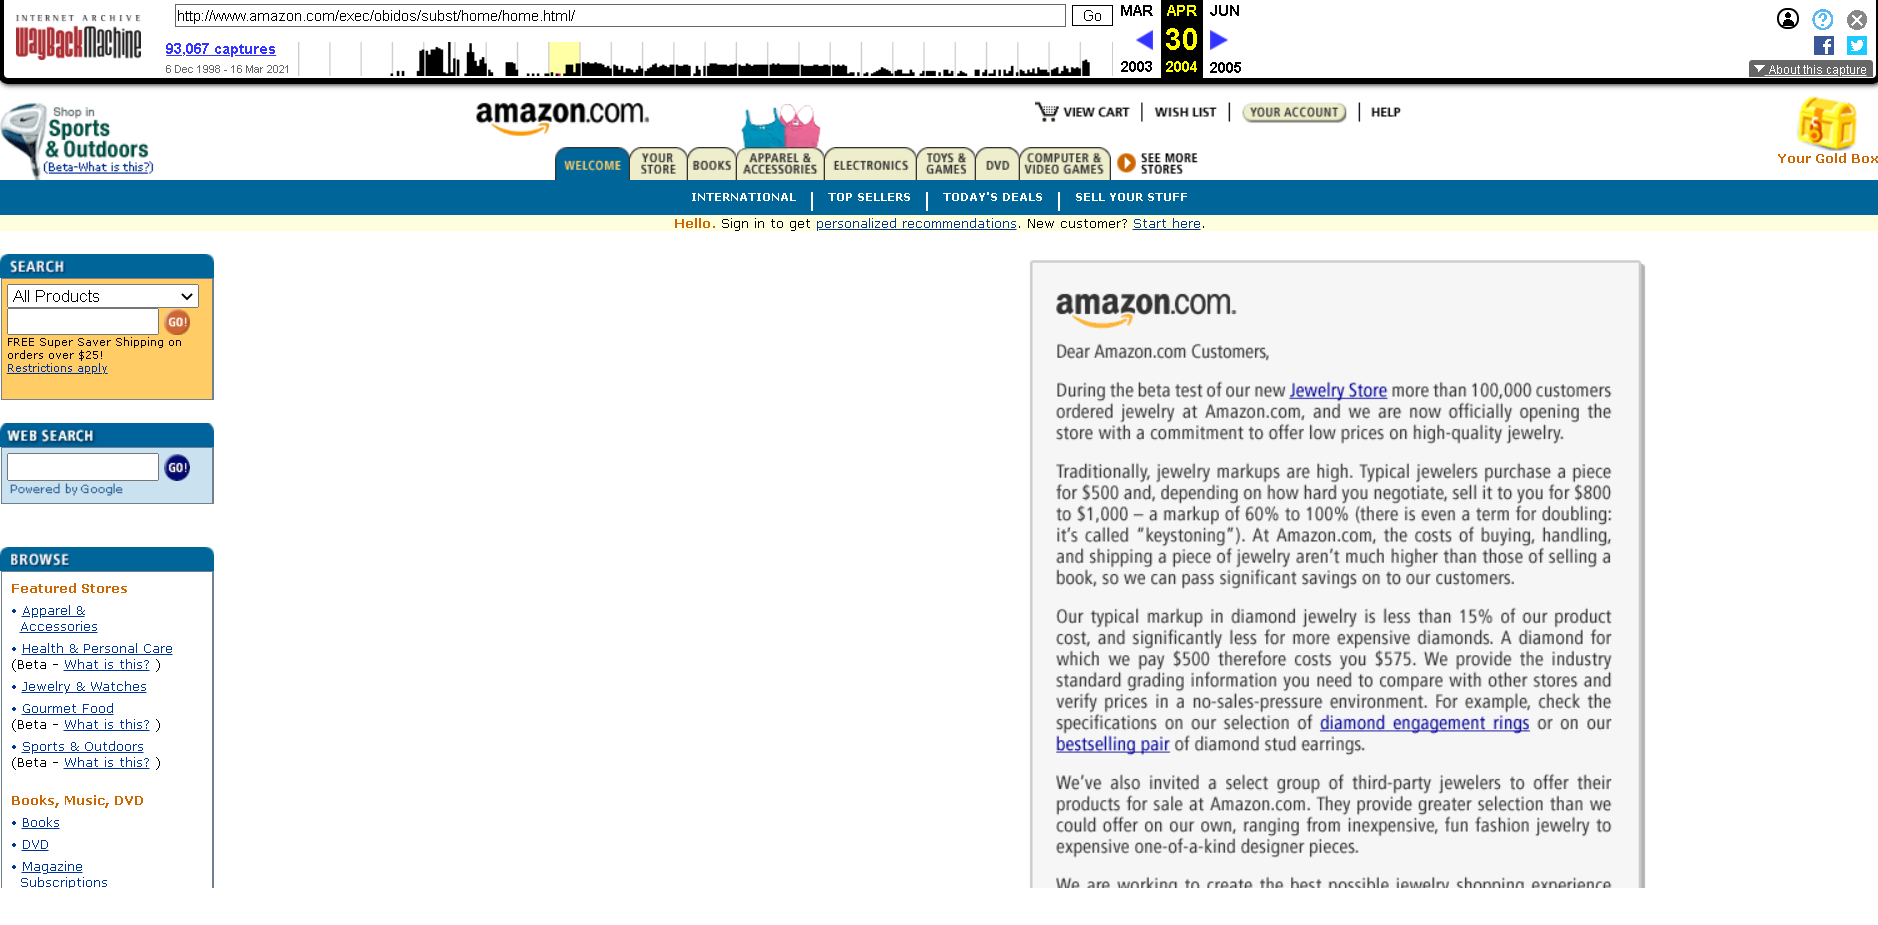 INTERNET ARCHIVE
WayBackMachine
http://www.amazon.com/exec/obidos/subst/home/home.html/
Go
93,067 captures
6 Dec 1998 - 16 Mar 2021
MAR APR JUN
30
2003 2004 2005
About this capture
Shop in
Sports
& Outdoors
(Beta-What is this?)
amazon.com.
VIEW CART | WISH LIST | YOUR ACCOUNT | HELP
Your Gold Box
WELCOME
YOUR STORE
BOOKS
APPAREL & ACCESSORIES
ELECTRONICS
TOYS & GAMES
DVD
COMPUTER & VIDEO GAMES
SEE MORE STORES
INTERNATIONAL | TOP SELLERS | TODAY'S DEALS | SELL YOUR STUFF
Hello. Sign in to get personalized recommendations. New customer? Start here.
SEARCH
All Products
GO!
FREE Super Saver Shipping on
orders over $25!
Restrictions apply
WEB SEARCH
GO!
Powered by Google
BROWSE
Featured Stores
• Apparel &
Accessories
• Health & Personal Care
(Beta - What is this? )
• Jewelry & Watches
• Gourmet Food
(Beta - What is this? )
• Sports & Outdoors
(Beta - What is this? )
Books, Music, DVD
• Books
• DVD
• Magazine
Subscriptions
amazon.com.
Dear Amazon.com Customers,
During the beta test of our new Jewelry Store more than 100,000 customers
ordered jewelry at Amazon.com, and we are now officially opening the
store with a commitment to offer low prices on high-quality jewelry.
Traditionally, jewelry markups are high. Typical jewelers purchase a piece
for $500 and, depending on how hard you negotiate, sell it to you for $800
to $1,000 – a markup of 60% to 100% (there is even a term for doubling:
it's called "keystoning"). At Amazon.com, the costs of buying, handling,
and shipping a piece of jewelry aren't much higher than those of selling a
book, so we can pass significant savings on to our customers.
Our typical markup in diamond jewelry is less than 15% of our product
cost, and significantly less for more expensive diamonds. A diamond for
which we pay $500 therefore costs you $575. We provide the industry
standard grading information you need to compare with other stores and
verify prices in a no-sales-pressure environment. For example, check the
specifications on our selection of diamond engagement rings or on our
bestselling pair of diamond stud earrings.
We've also invited a select group of third-party jewelers to offer their
products for sale at Amazon.com. They provide greater selection than we
could offer on our own, ranging from inexpensive, fun fashion jewelry to
expensive one-of-a-kind designer pieces.
We are working to create the best possible jewelry shopping experience